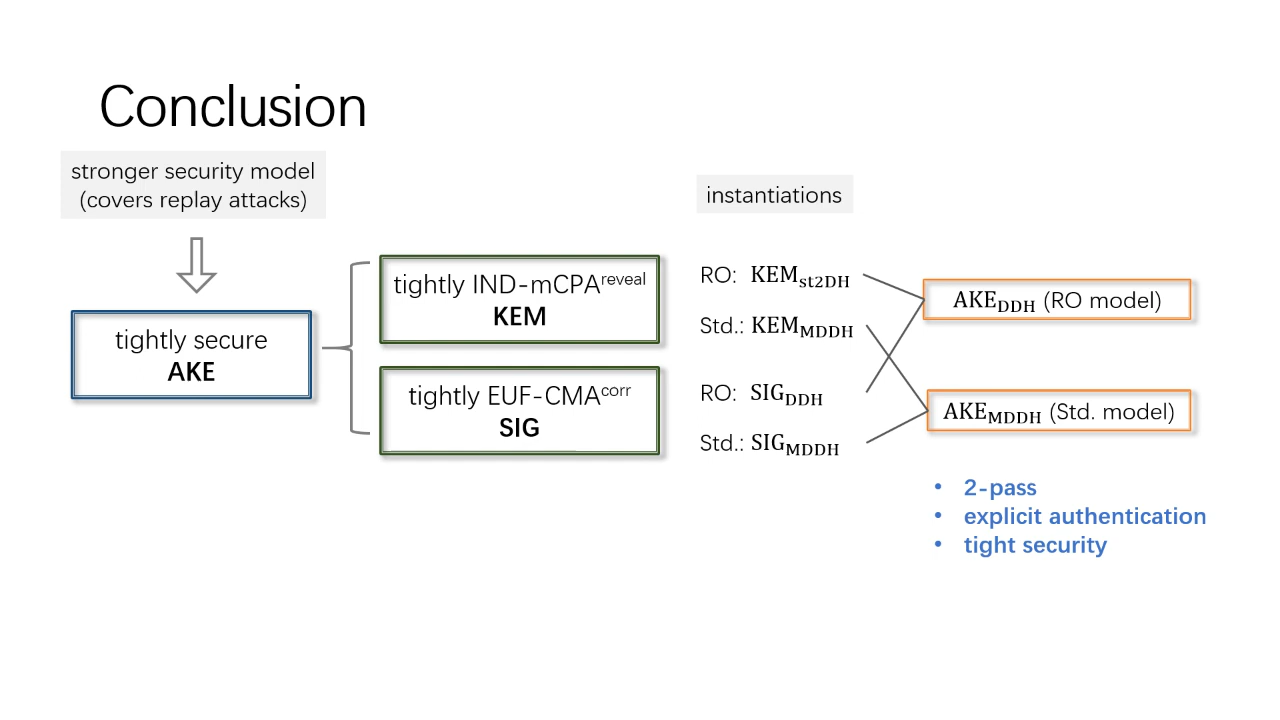 Conclusion
stronger security model
(covers replay attacks)
tightly secure
AKE
tightly IND-mCPA^reveal
KEM
tightly EUF-CMA^corr
SIG
instantiations
RO: KEM_st2DH
Std.: KEM_MDDH
RO: SIG_DDH
Std.: SIG_MDDH
AKE_DDH (RO model)
AKE_MDDH (Std. model)
• 2-pass
• explicit authentication
• tight security